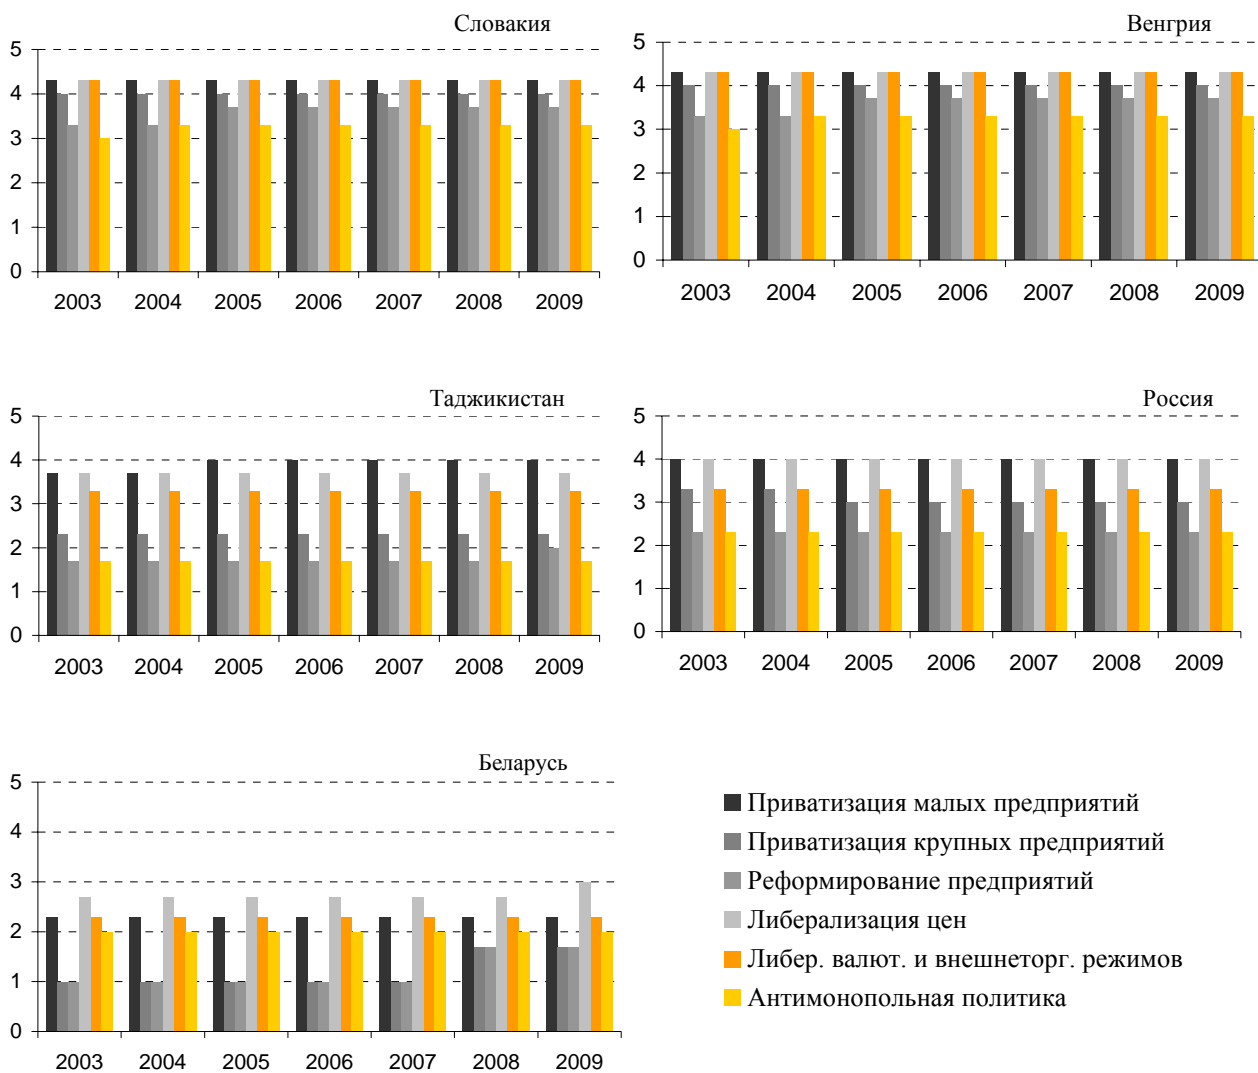 Словакия
5
4
3
2
1
0
2003 2004 2005 2006 2007 2008 2009
Венгрия
5
4
3
2
1
0
2003 2004 2005 2006 2007 2008 2009
Таджикистан
5
4
3
2
1
0
2003 2004 2005 2006 2007 2008 2009
Россия
5
4
3
2
1
0
2003 2004 2005 2006 2007 2008 2009
Беларусь
5
4
3
2
1
0
2003 2004 2005 2006 2007 2008 2009
Приватизация малых предприятий
Приватизация крупных предприятий
Реформирование предприятий
Либерализация цен
Либер. валют. и внешнеторг. режимов
Антимонопольная политика